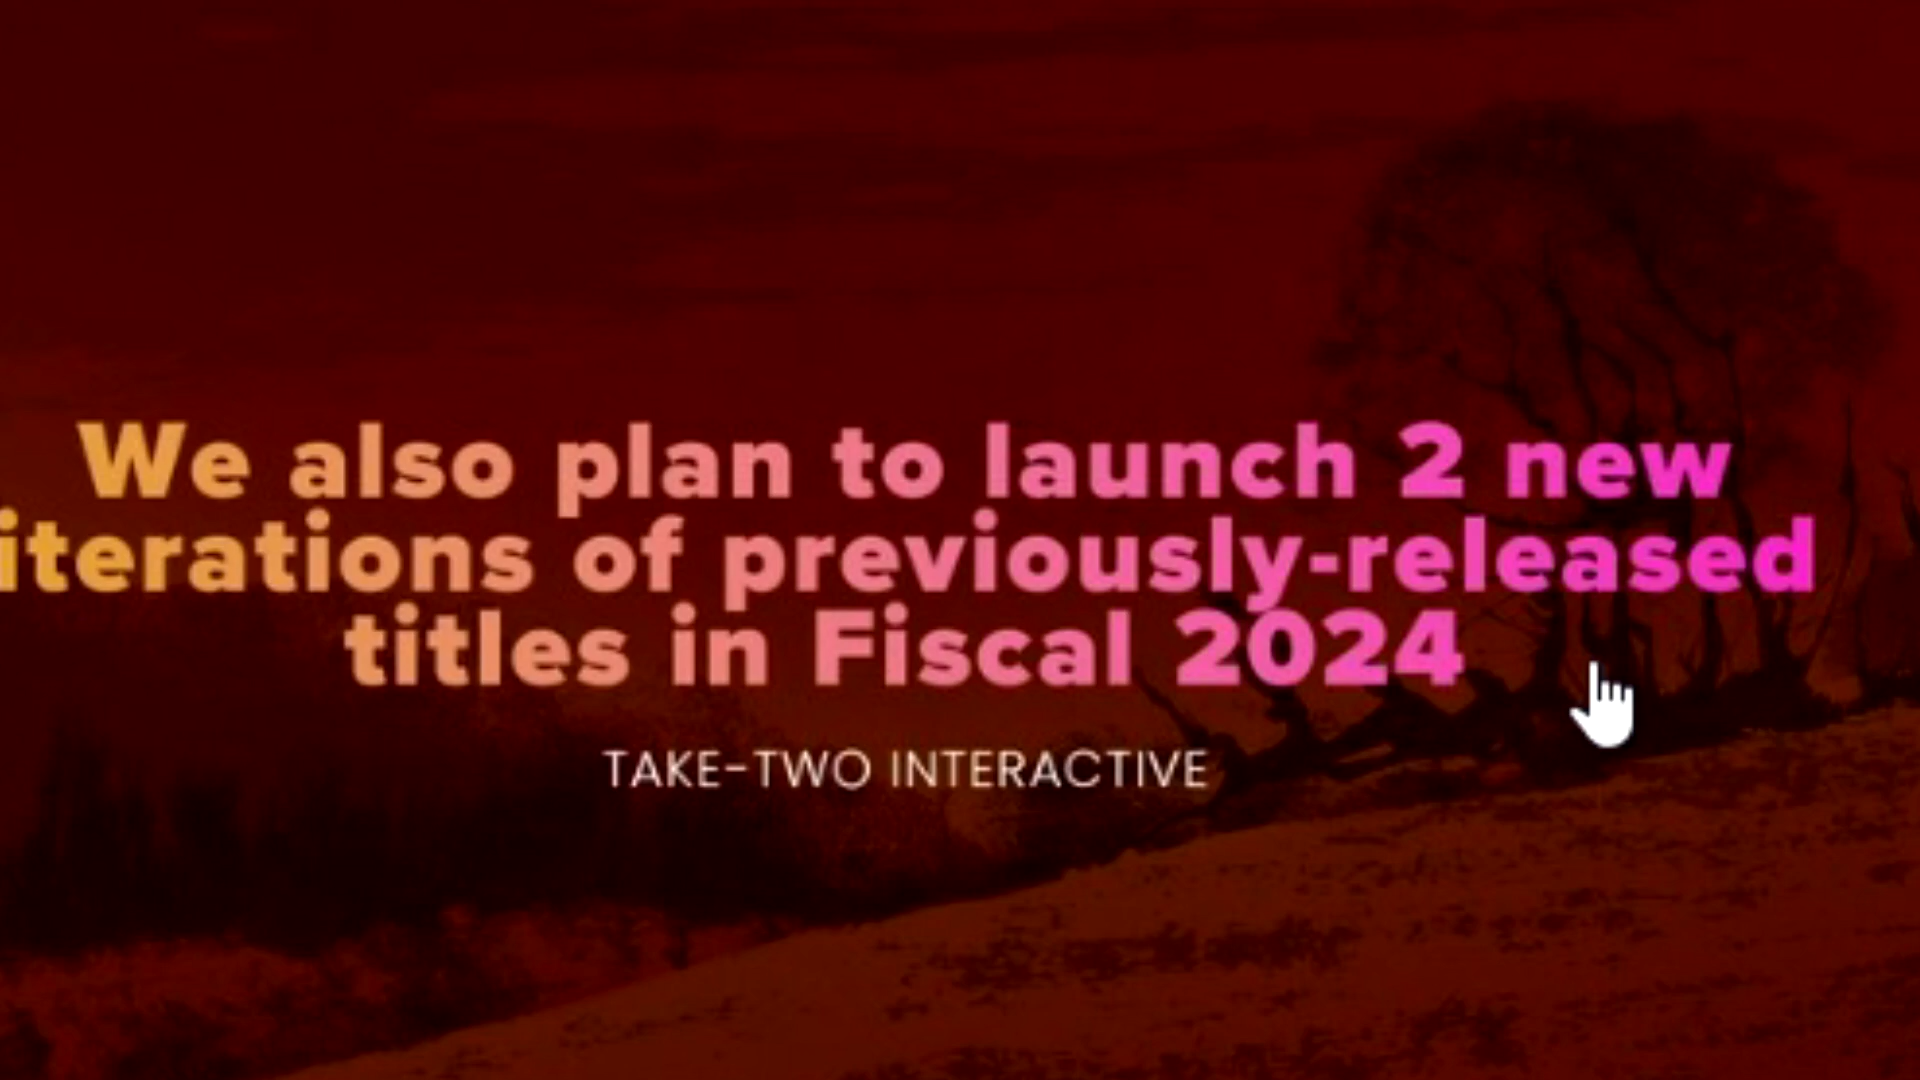 We also plan to launch 2 new
iterations of previously-released
titles in Fiscal 2024
TAKE-TWO INTERACTIVE